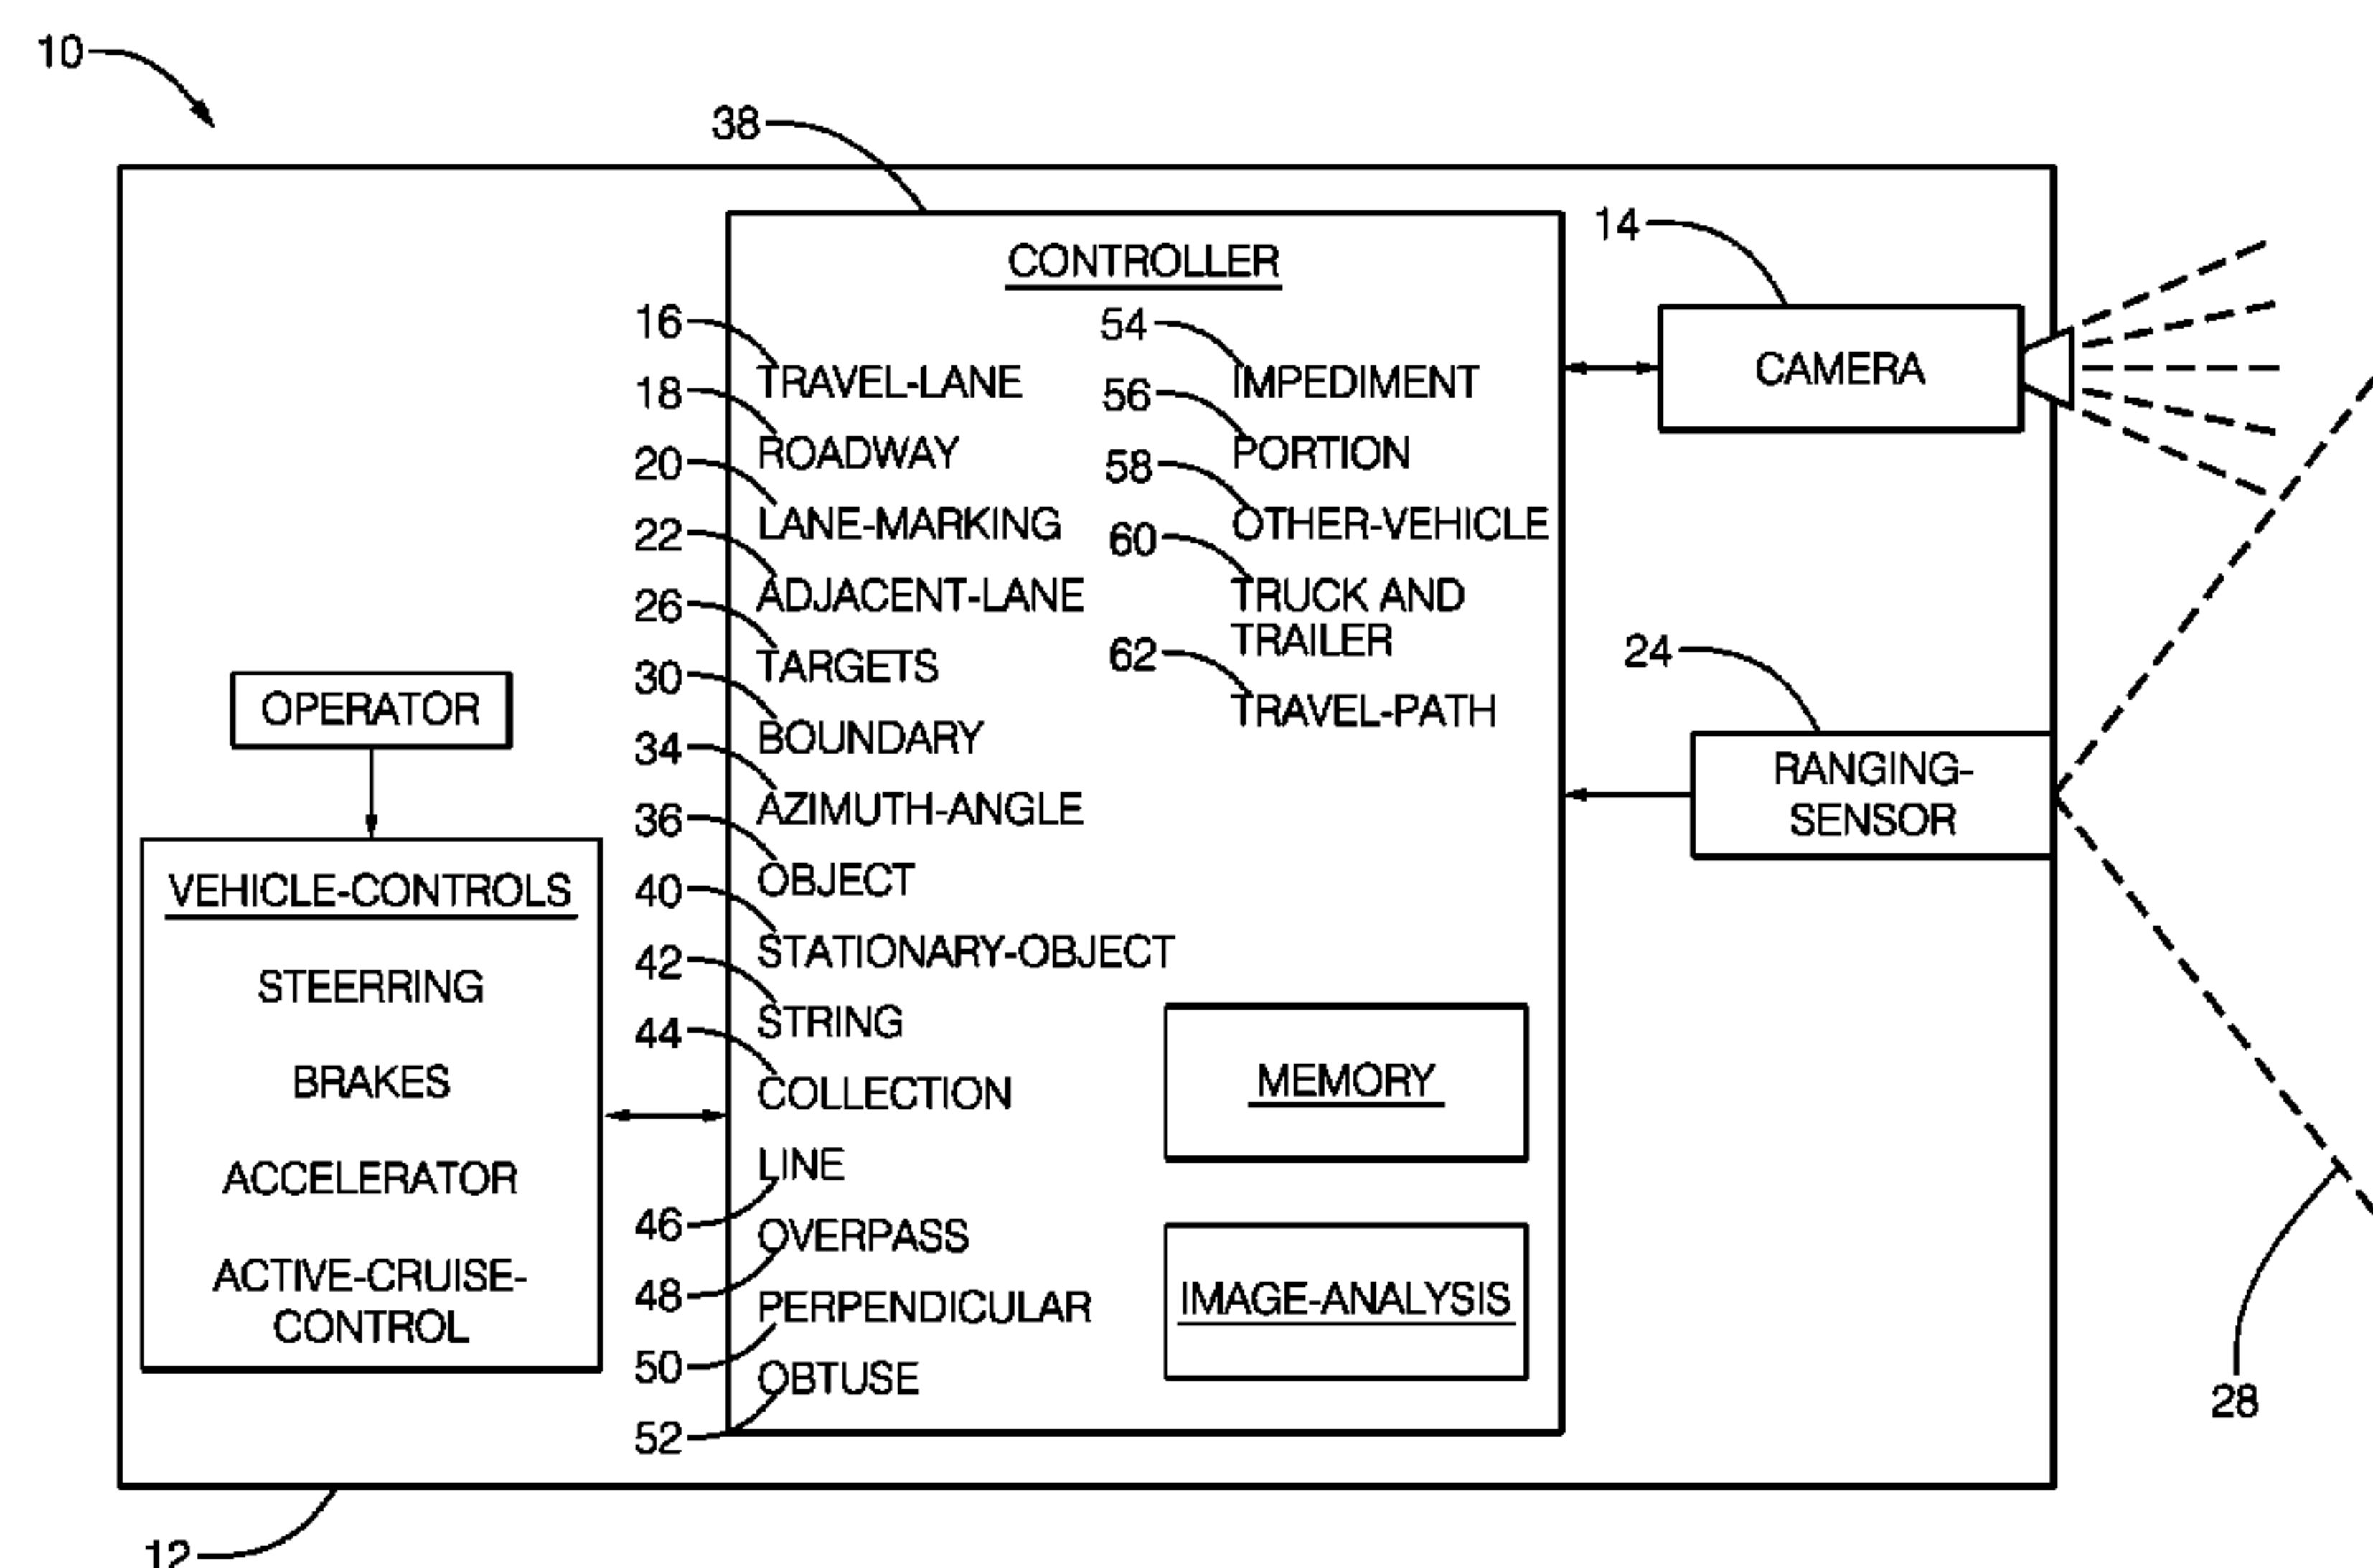 10
38
CONTROLLER
14
16
54
TRAVEL-LANE
IMPEDIMENT
CAMERA
18
56
ROADWAY
PORTION
20
58
LANE-MARKING
OTHER-VEHICLE
22
60
ADJACENT-LANE
TRUCK AND
TRAILER
26
62
24
TARGETS
30
TRAVEL-PATH
OPERATOR
BOUNDARY
34
RANGING-
SENSOR
AZIMUTH-ANGLE
36
VEHICLE-CONTROLS
OBJECT
40
STATIONARY-OBJECT
42
STEERRING
STRING
44
BRAKES
COLLECTION
MEMORY
LINE
ACCELERATOR
46
OVERPASS
48
ACTIVE-CRUISE-
CONTROL
PERPENDICULAR
IMAGE-ANALYSIS
50
OBTUSE
52
28
12